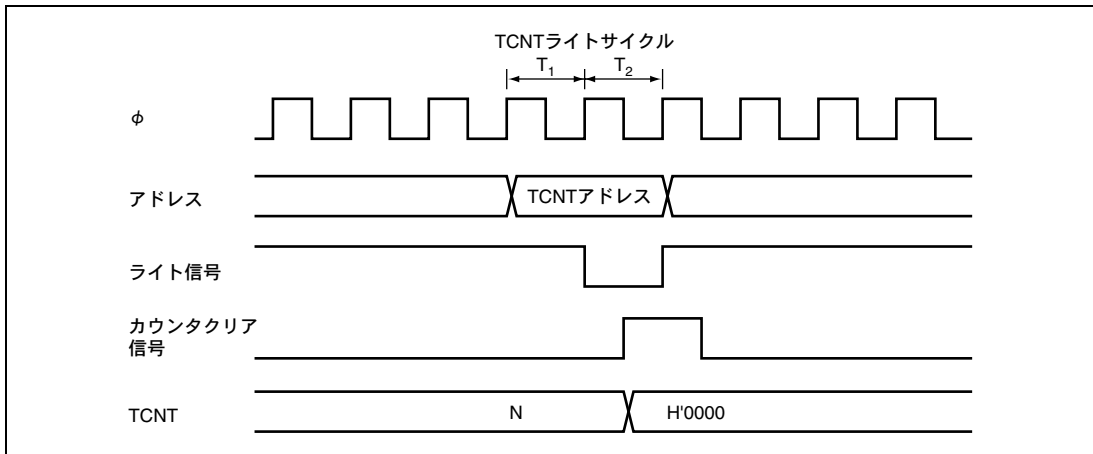 TCNTライトサイクル
T1 T2
φ
アドレス
TCNTアドレス
ライト信号
カウンタクリア
信号
TCNT
N
H'0000